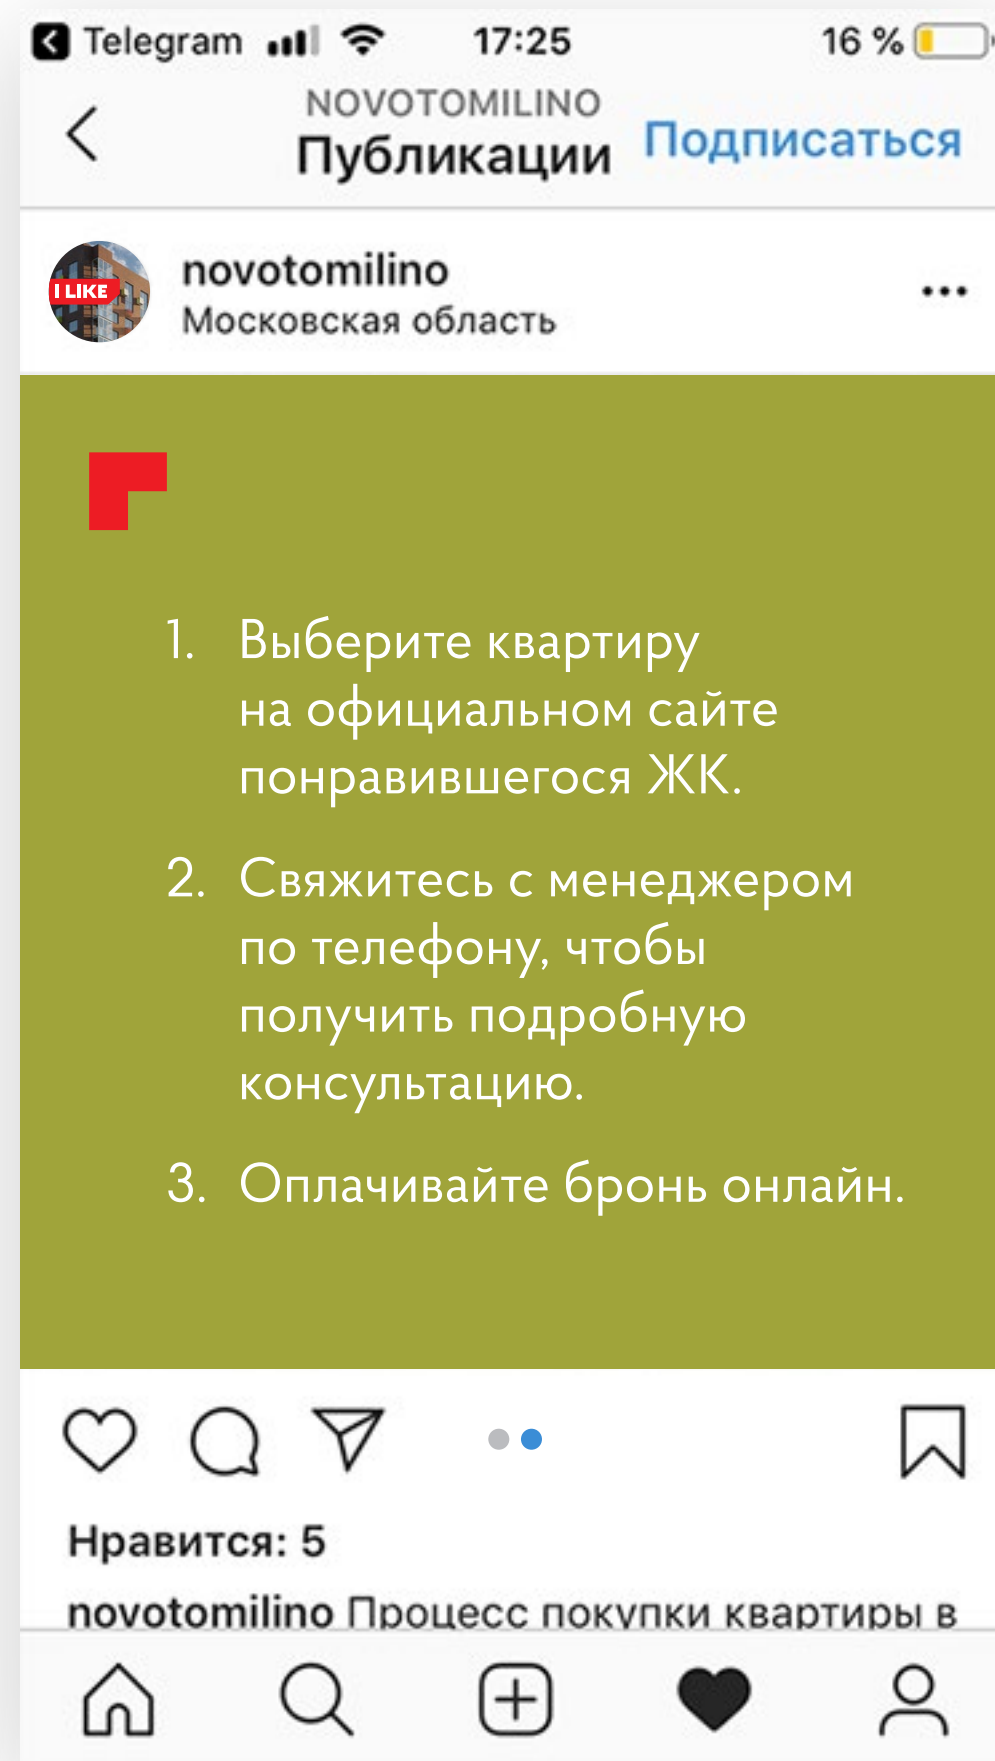 Telegram 17:25 16 %
NOVOTOMILINO
Публикации Подписаться
I LIKE
novotomilino
Московская область
1. Выберите квартиру
на официальном сайте
понравившегося ЖК.
2. Свяжитесь с менеджером
по телефону, чтобы
получить подробную
консультацию.
3. Оплачивайте бронь онлайн.
Нравится: 5
novotomilino Процесс покупки квартиры в